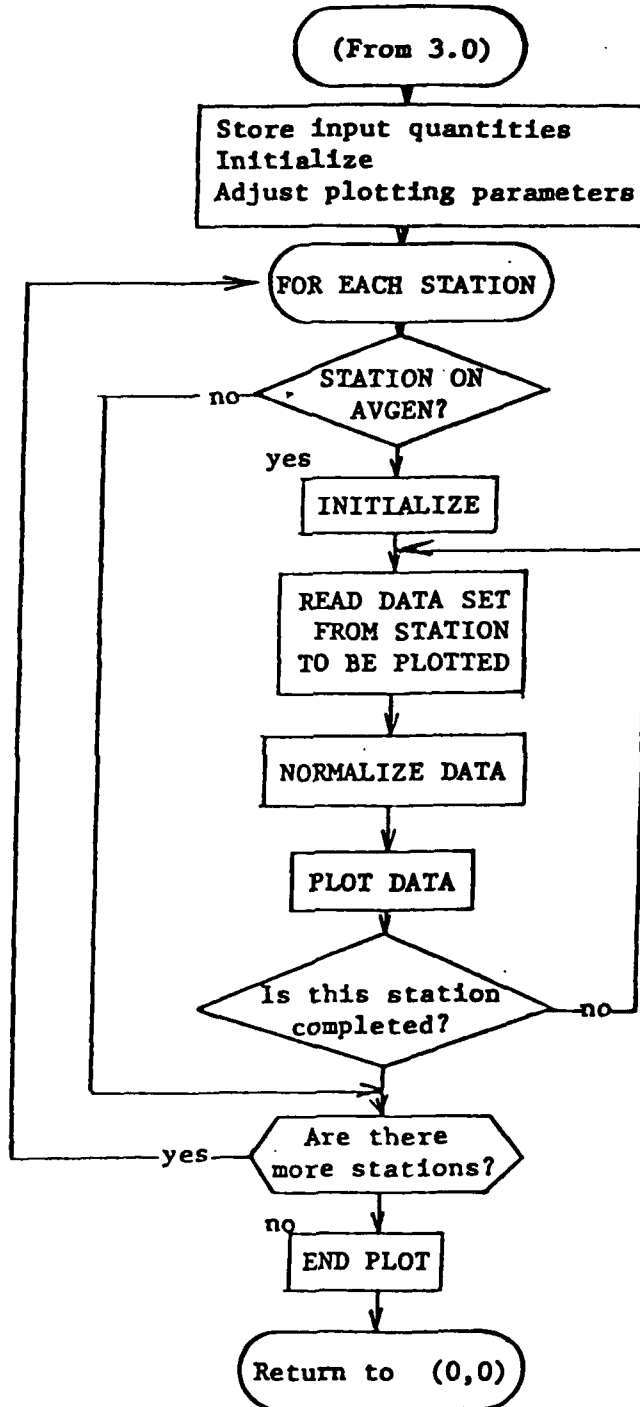 (From 3.0)
Store input quantities
Initialize
Adjust plotting parameters
FOR EACH STATION
STATION ON
AVGEN?
no
yes
INITIALIZE
READ DATA SET
FROM STATION
TO BE PLOTTED
NORMALIZE DATA
PLOT DATA
Is this station
completed?
no
Are there
more stations?
yes
no
END PLOT
Return to (0,0)